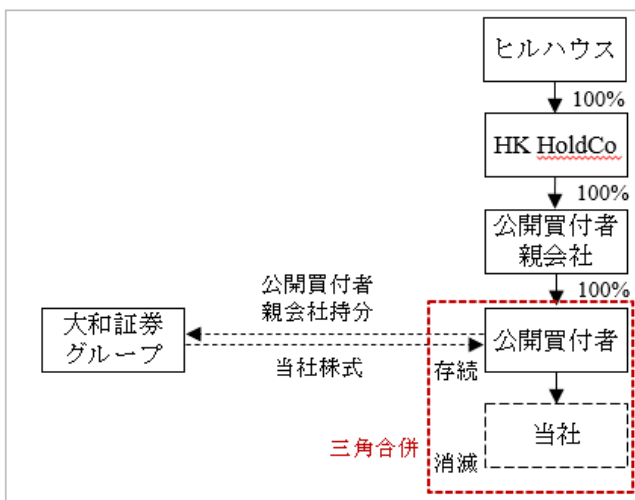 ヒルハウス
100%
HK HoldCo
100%
公開買付者
親会社
100%
公開買付者
親会社持分
大和証券
グループ
当社株式
公開買付者
存続
当社
三角合併
消滅